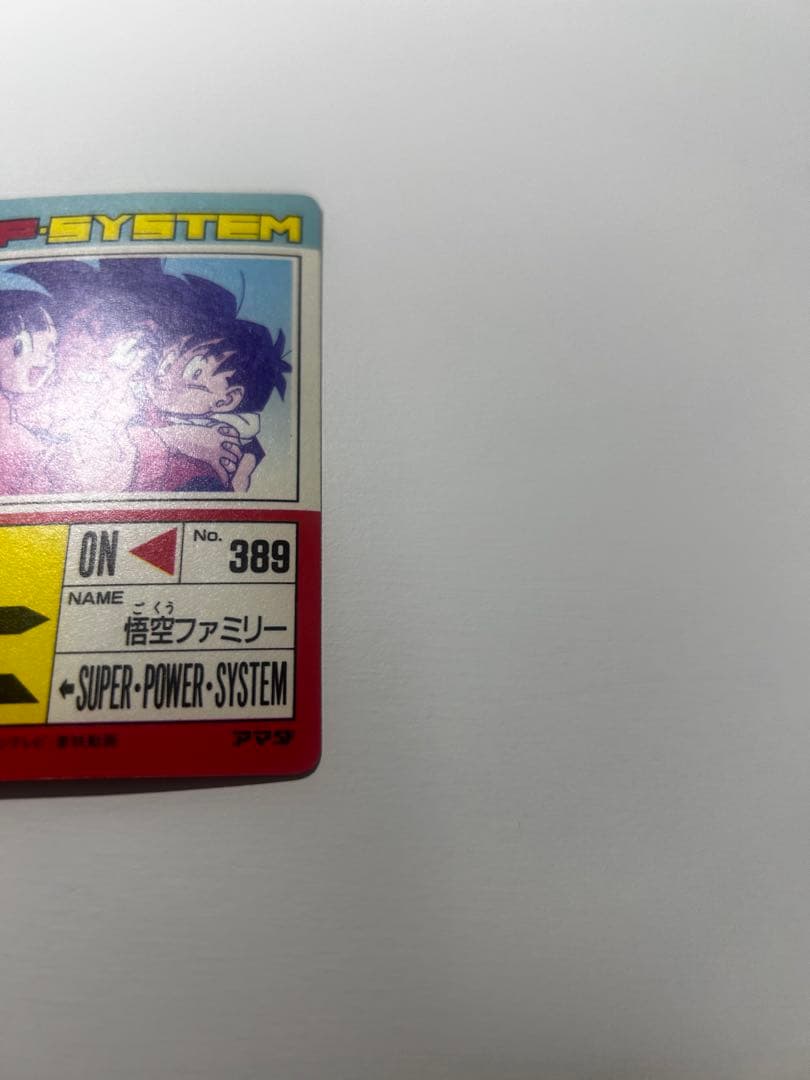 P・SYSTEM
ON
No. 389
NAME
ごくう
悟空ファミリー
SUPER・POWER・SYSTEM
アマダ